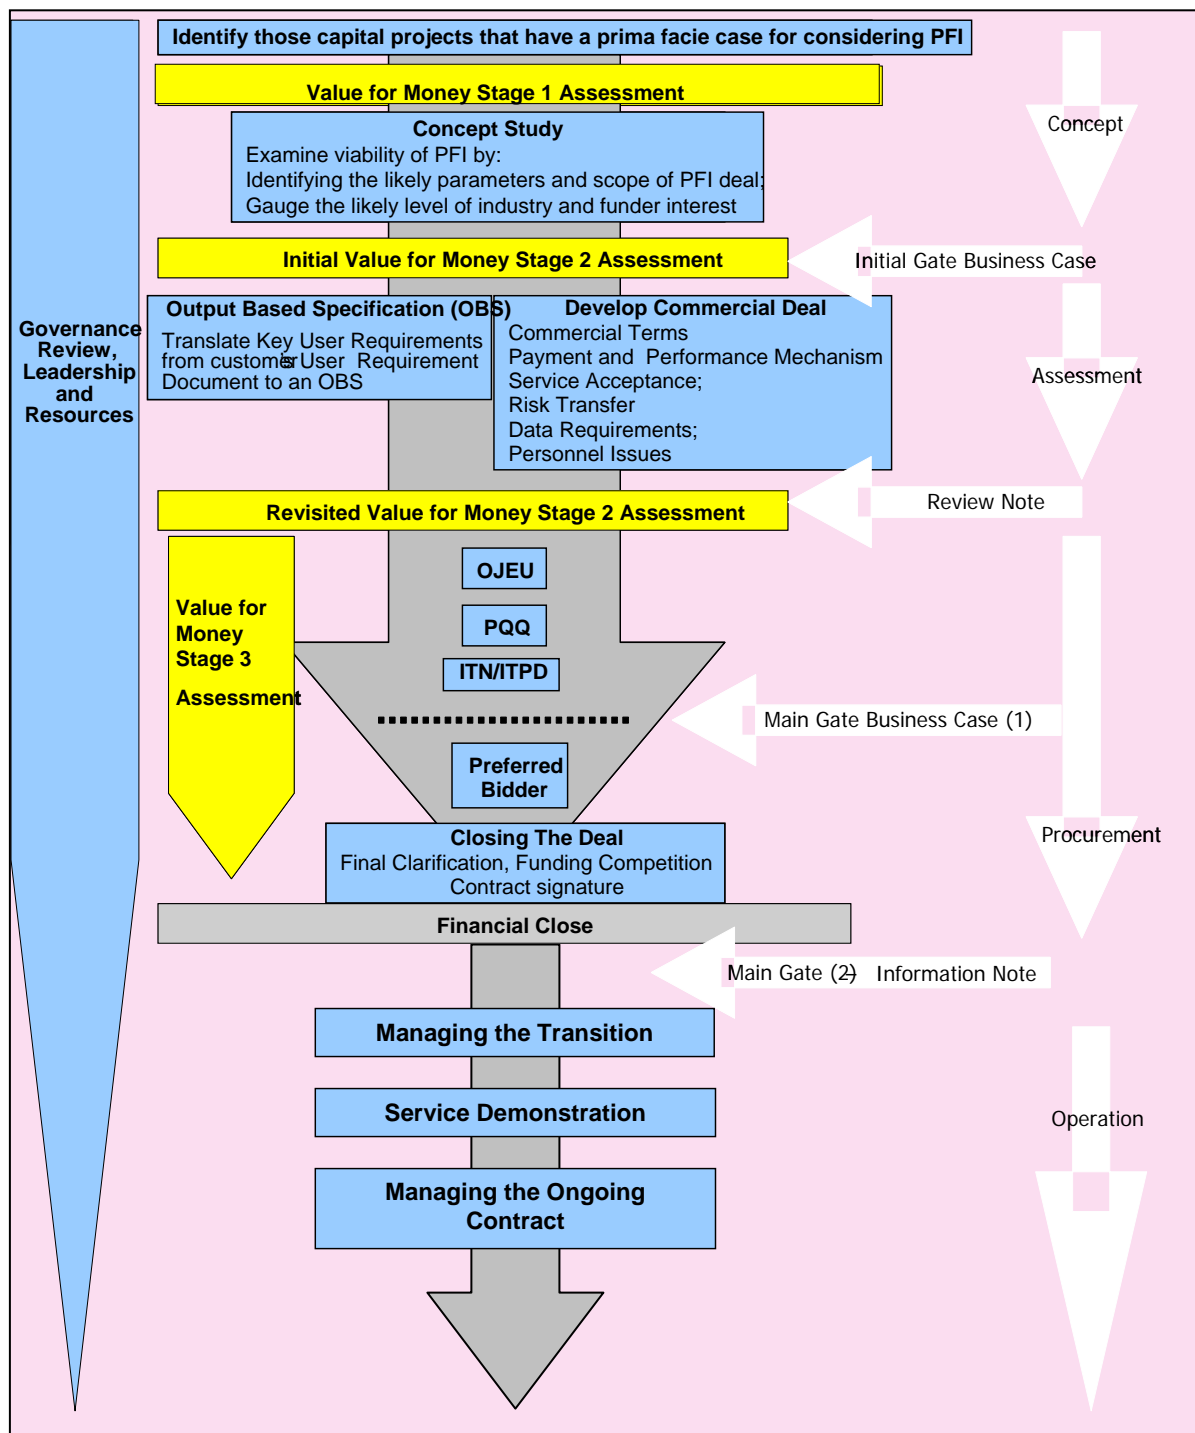 Identify those capital projects that have a prima facie case for considering PFI
Value for Money Stage 1 Assessment
Concept Study
Examine viability of PFI by:
Identifying the likely parameters and scope of PFI deal;
Gauge the likely level of industry and funder interest
Concept
Initial Value for Money Stage 2 Assessment
Initial Gate Business Case
Governance
Review,
Leadership
and
Resources
Output Based Specification (OBS)
Translate Key User Requirements
from customer's User Requirement
Document to an OBS
Develop Commercial Deal
Commercial Terms
Payment and Performance Mechanism
Service Acceptance;
Risk Transfer
Data Requirements;
Personnel Issues
Assessment
Revisited Value for Money Stage 2 Assessment
Review Note
Value for
Money
Stage 3
Assessment
OJEU
PQQ
ITN/ITPD
Main Gate Business Case (1)
Preferred
Bidder
Closing The Deal
Final Clarification, Funding Competition
Contract signature
Procurement
Financial Close
Main Gate (2) – Information Note
Managing the Transition
Service Demonstration
Operation
Managing the Ongoing
Contract